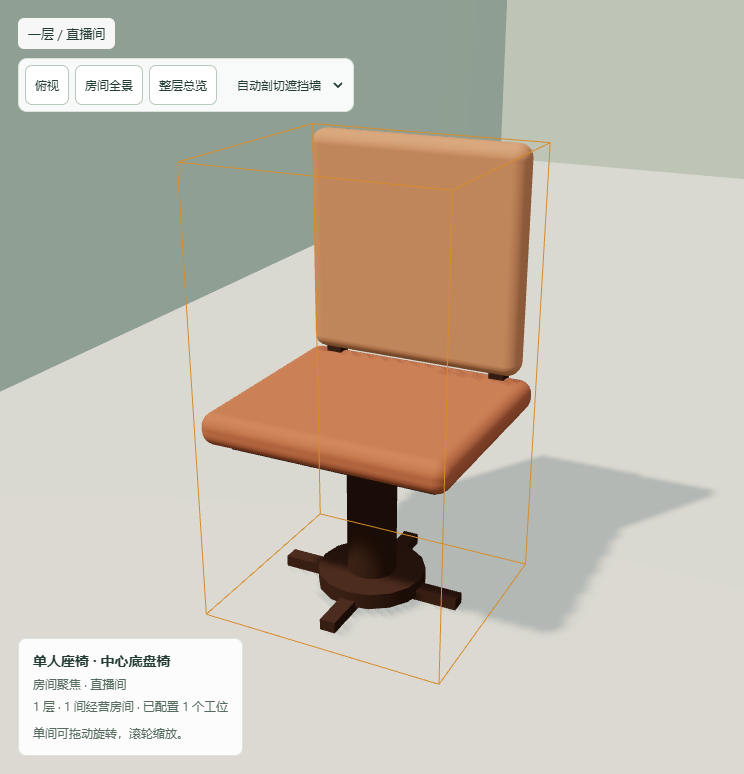 一层 / 直播间
俯视 房间全景 整层总览 自动剖切遮挡墙
单人座椅 · 中心底盘椅
房间聚焦 · 直播间
1 层 · 1 间经营房间 · 已配置 1 个工位
单间可拖动旋转，滚轮缩放。